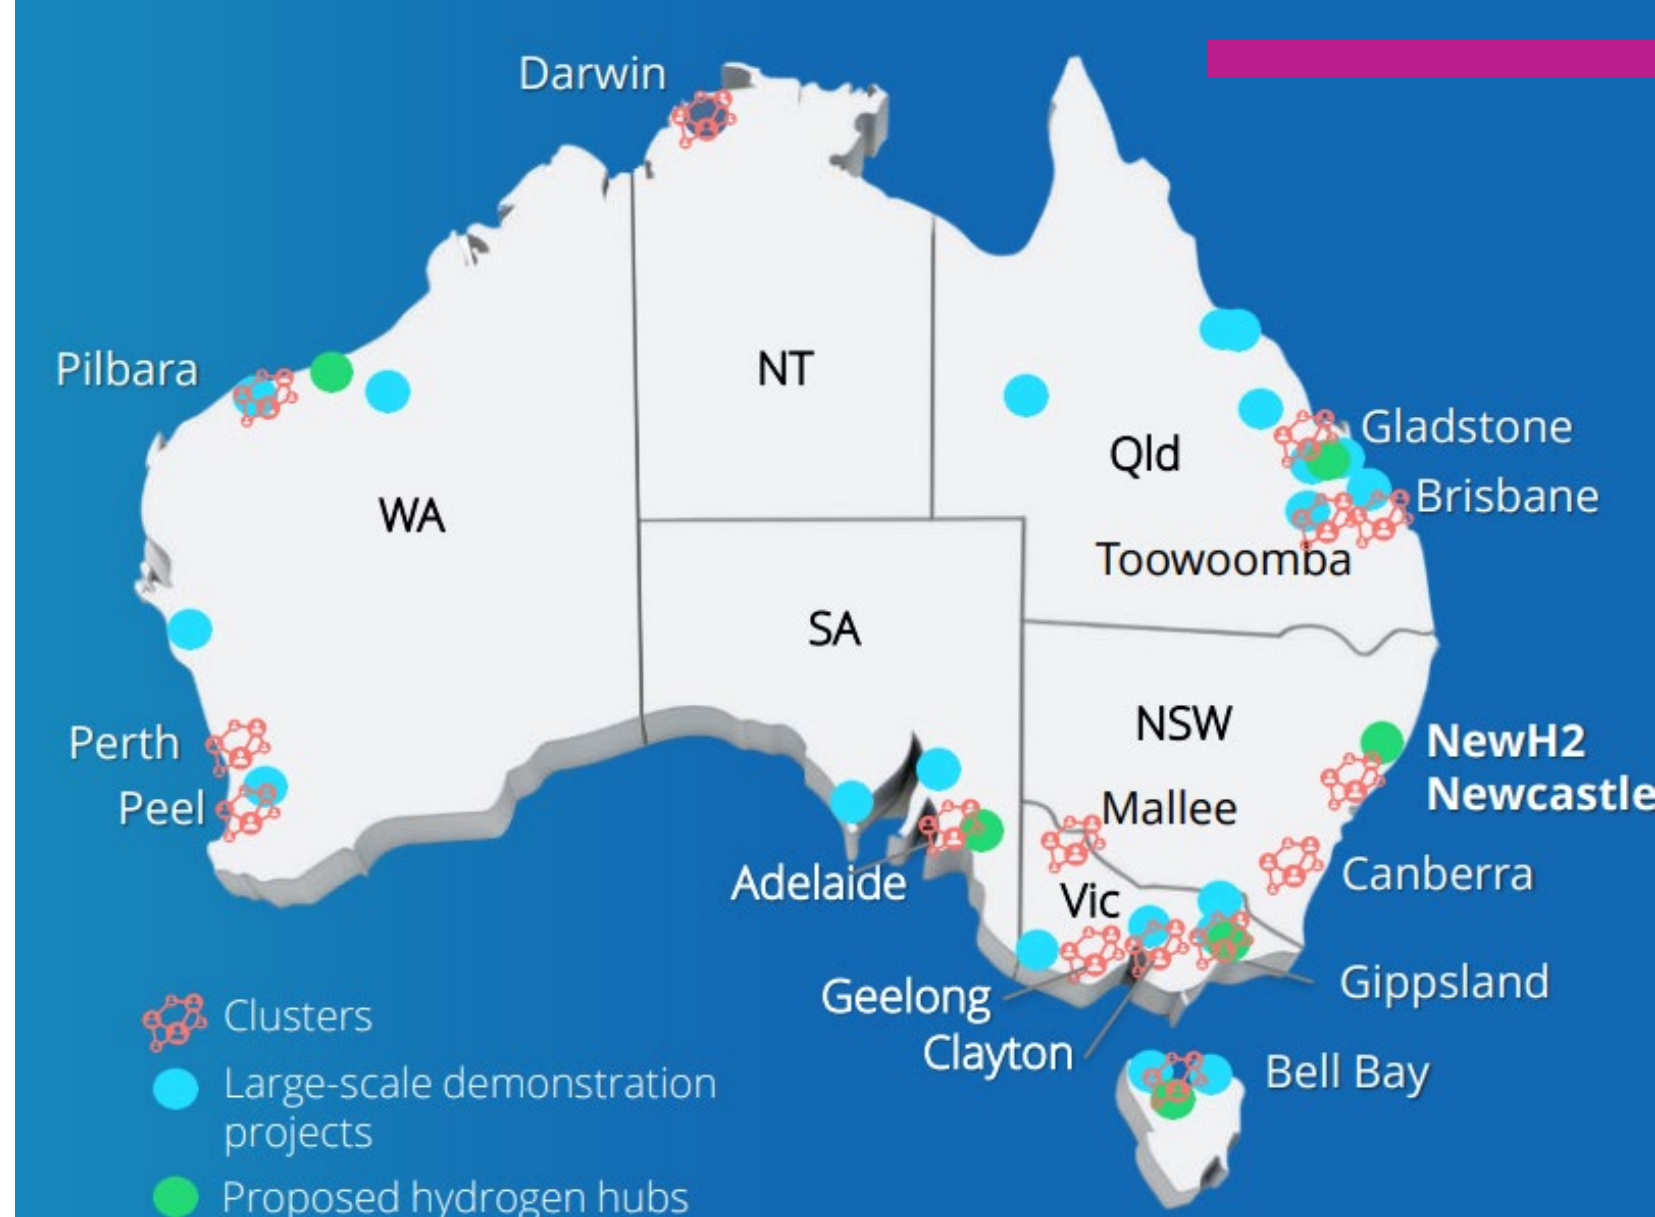 Darwin
Pilbara
NT
Gladstone
Qld
Brisbane
WA
Toowoomba
SA
NSW
NewH2
Newcastle
Perth
Peel
Mallee
Canberra
Adelaide
Vic
Gippsland
Geelong
Clayton
Bell Bay
Clusters
Large-scale demonstration
projects
Proposed hydrogen hubs